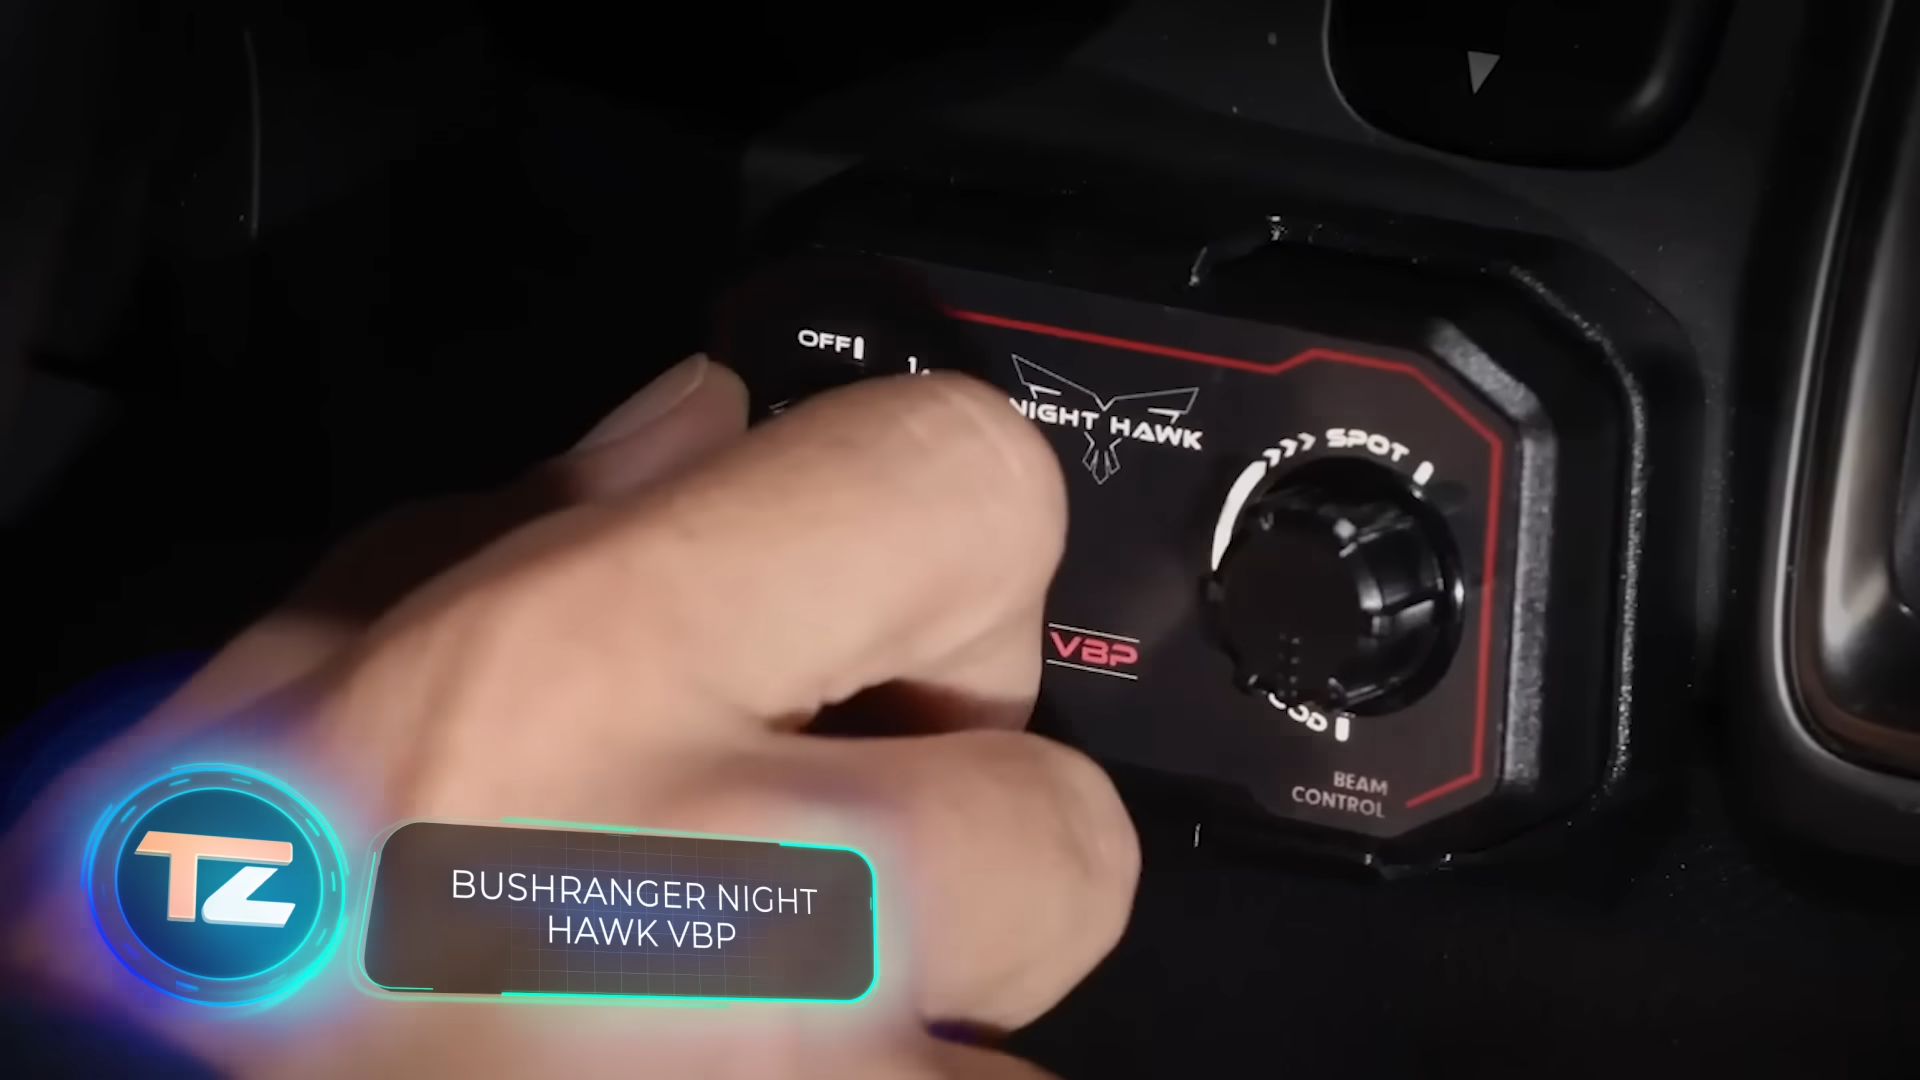 OFF
NIGHT HAWK
SPOT
VBP
BEAM
CONTROL
TZ
BUSHRANGER NIGHT
HAWK VBP